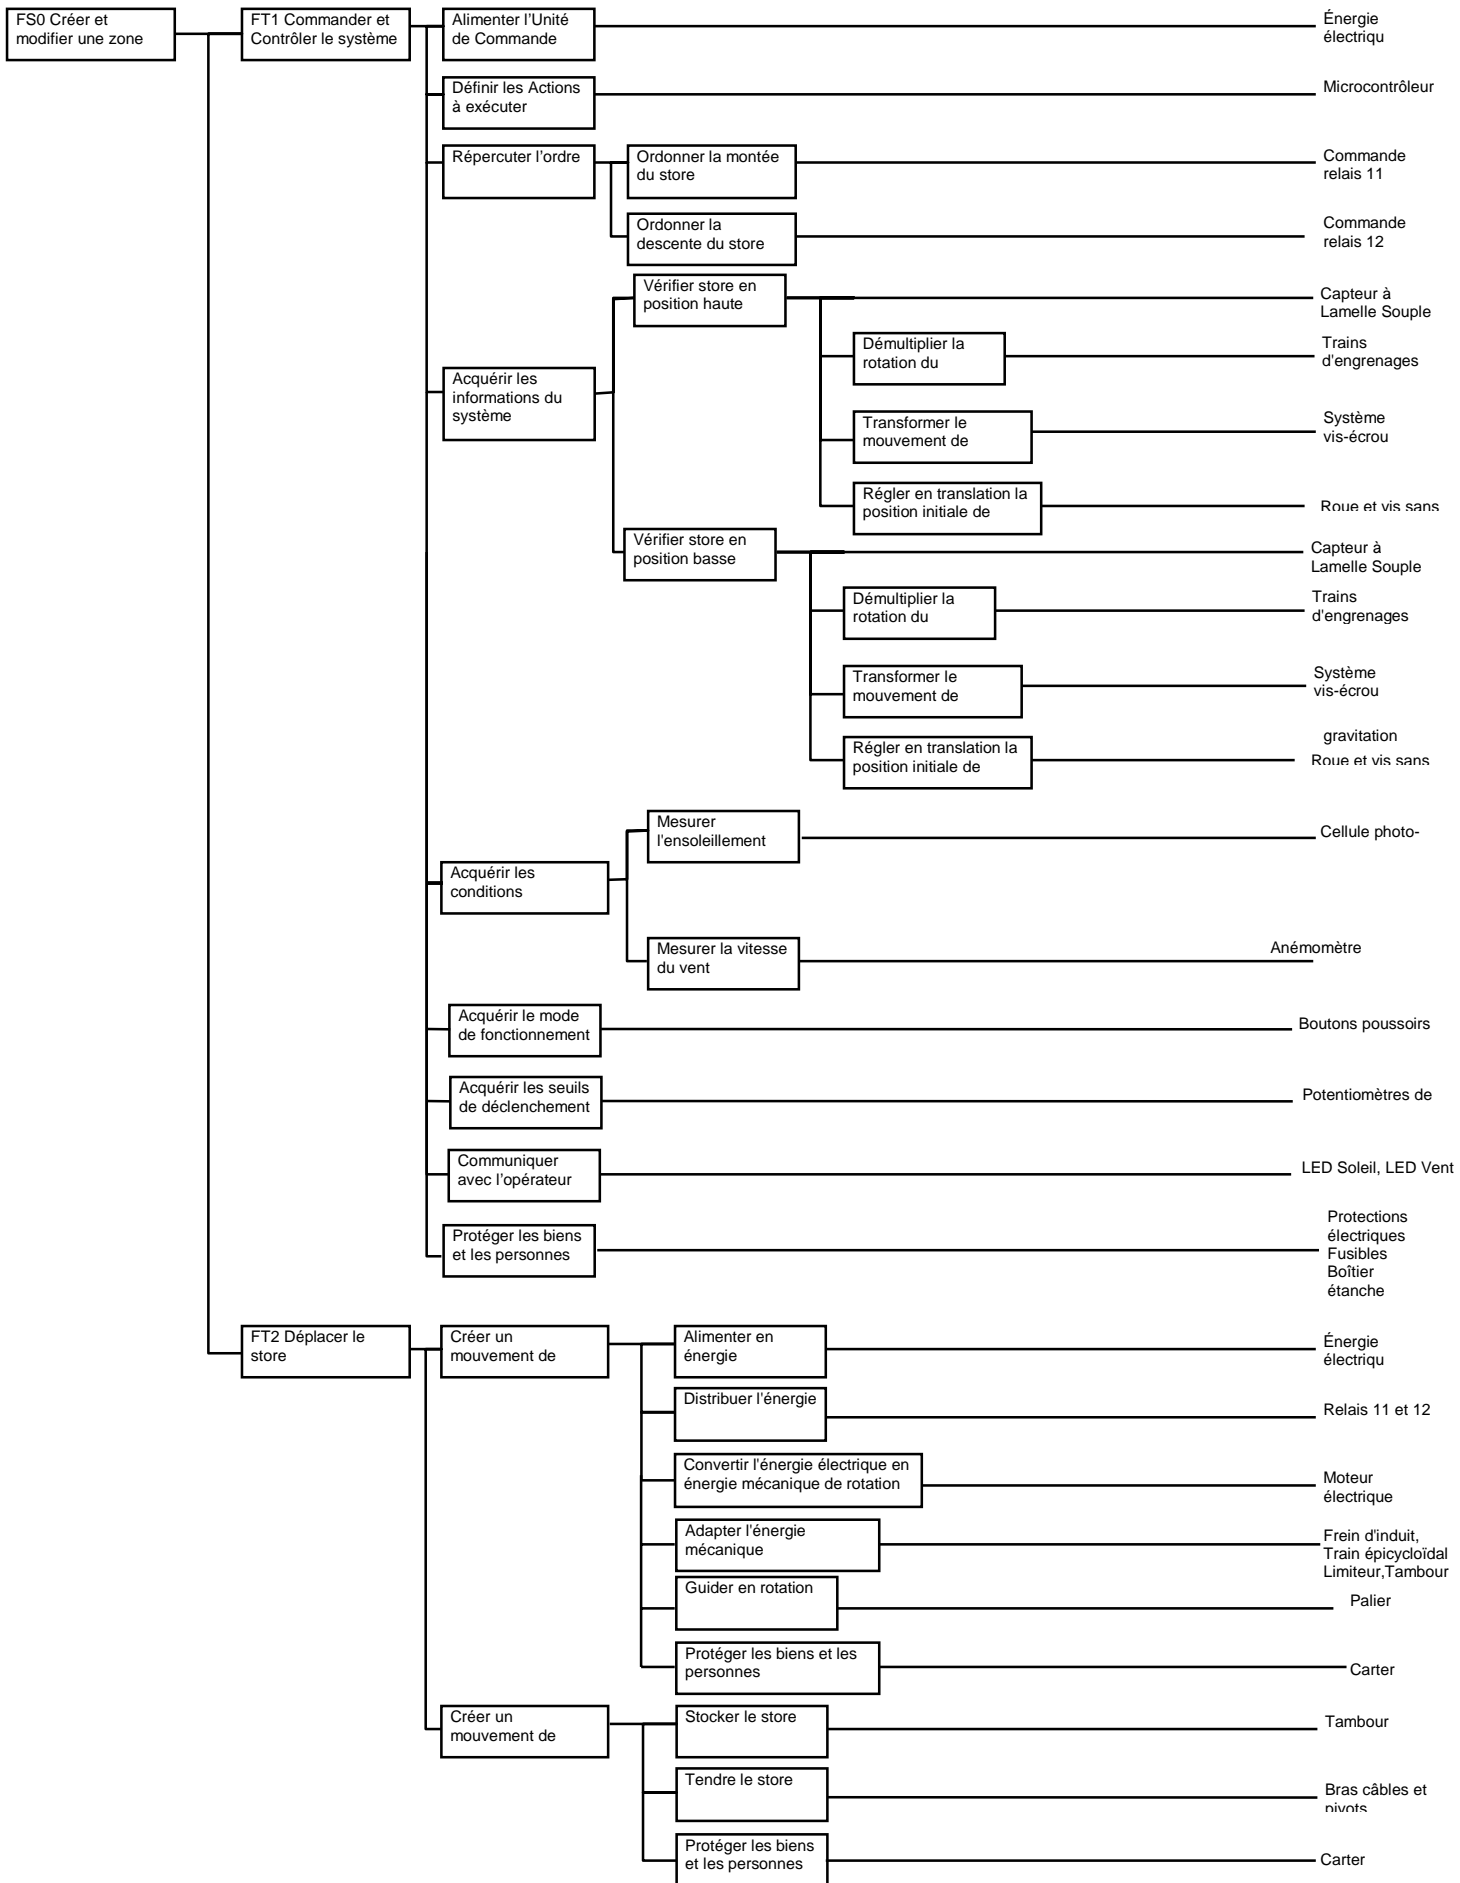 FS0 Créer et
modifier une zone
FT1 Commander et
Contrôler le système
Alimenter l'Unité
de Commande
Énergie
électriqu
Définir les Actions
à exécuter
Microcontrôleur
Répercuter l'ordre
Ordonner la montée
du store
Commande
relais 11
Ordonner la
descente du store
Commande
relais 12
Acquérir les
informations du
système
Vérifier store en
position haute
Capteur à
Lamelle Souple
Démultiplier la
rotation du
Trains
d'engrenages
Transformer le
mouvement de
Système
vis-écrou
Régler en translation la
position initiale de
Roue et vis sans
Vérifier store en
position basse
Capteur à
Lamelle Souple
Démultiplier la
rotation du
Trains
d'engrenages
Transformer le
mouvement de
Système
vis-écrou
gravitation
Régler en translation la
position initiale de
Roue et vis sans
Acquérir les
conditions
Mesurer
l'ensoleillement
Cellule photo-
Mesurer la vitesse
du vent
Anémomètre
Acquérir le mode
de fonctionnement
Boutons poussoirs
Acquérir les seuils
de déclenchement
Potentiomètres de
Communiquer
avec l'opérateur
LED Soleil, LED Vent
Protéger les biens
et les personnes
Protections
électriques
Fusibles
Boîtier
étanche
FT2 Déplacer le
store
Créer un
mouvement de
Alimenter en
énergie
Énergie
électriqu
Distribuer l'énergie
Relais 11 et 12
Convertir l'énergie électrique en
énergie mécanique de rotation
Moteur
électrique
Adapter l'énergie
mécanique
Frein d'induit,
Train épicycloïdal
Limiteur,Tambour
Guider en rotation
Palier
Protéger les biens et les
personnes
Carter
Créer un
mouvement de
Stocker le store
Tambour
Tendre le store
Bras câbles et
pivots
Protéger les biens
et les personnes
Carter